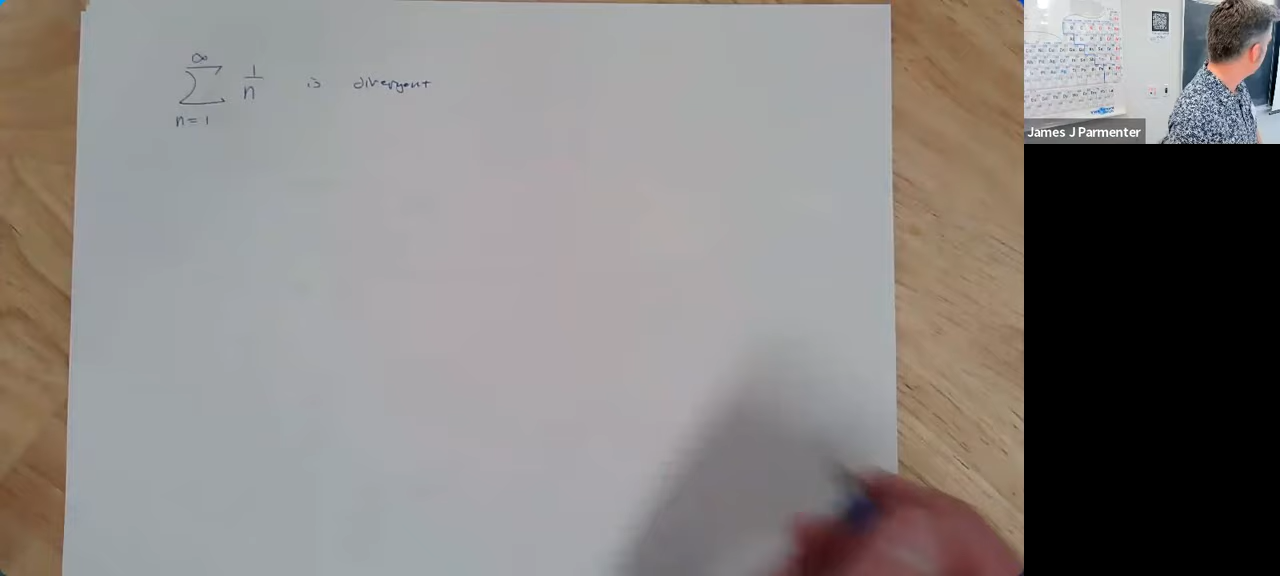 ∞
∑ 1/n is divergent
n = 1
James J Parmenter